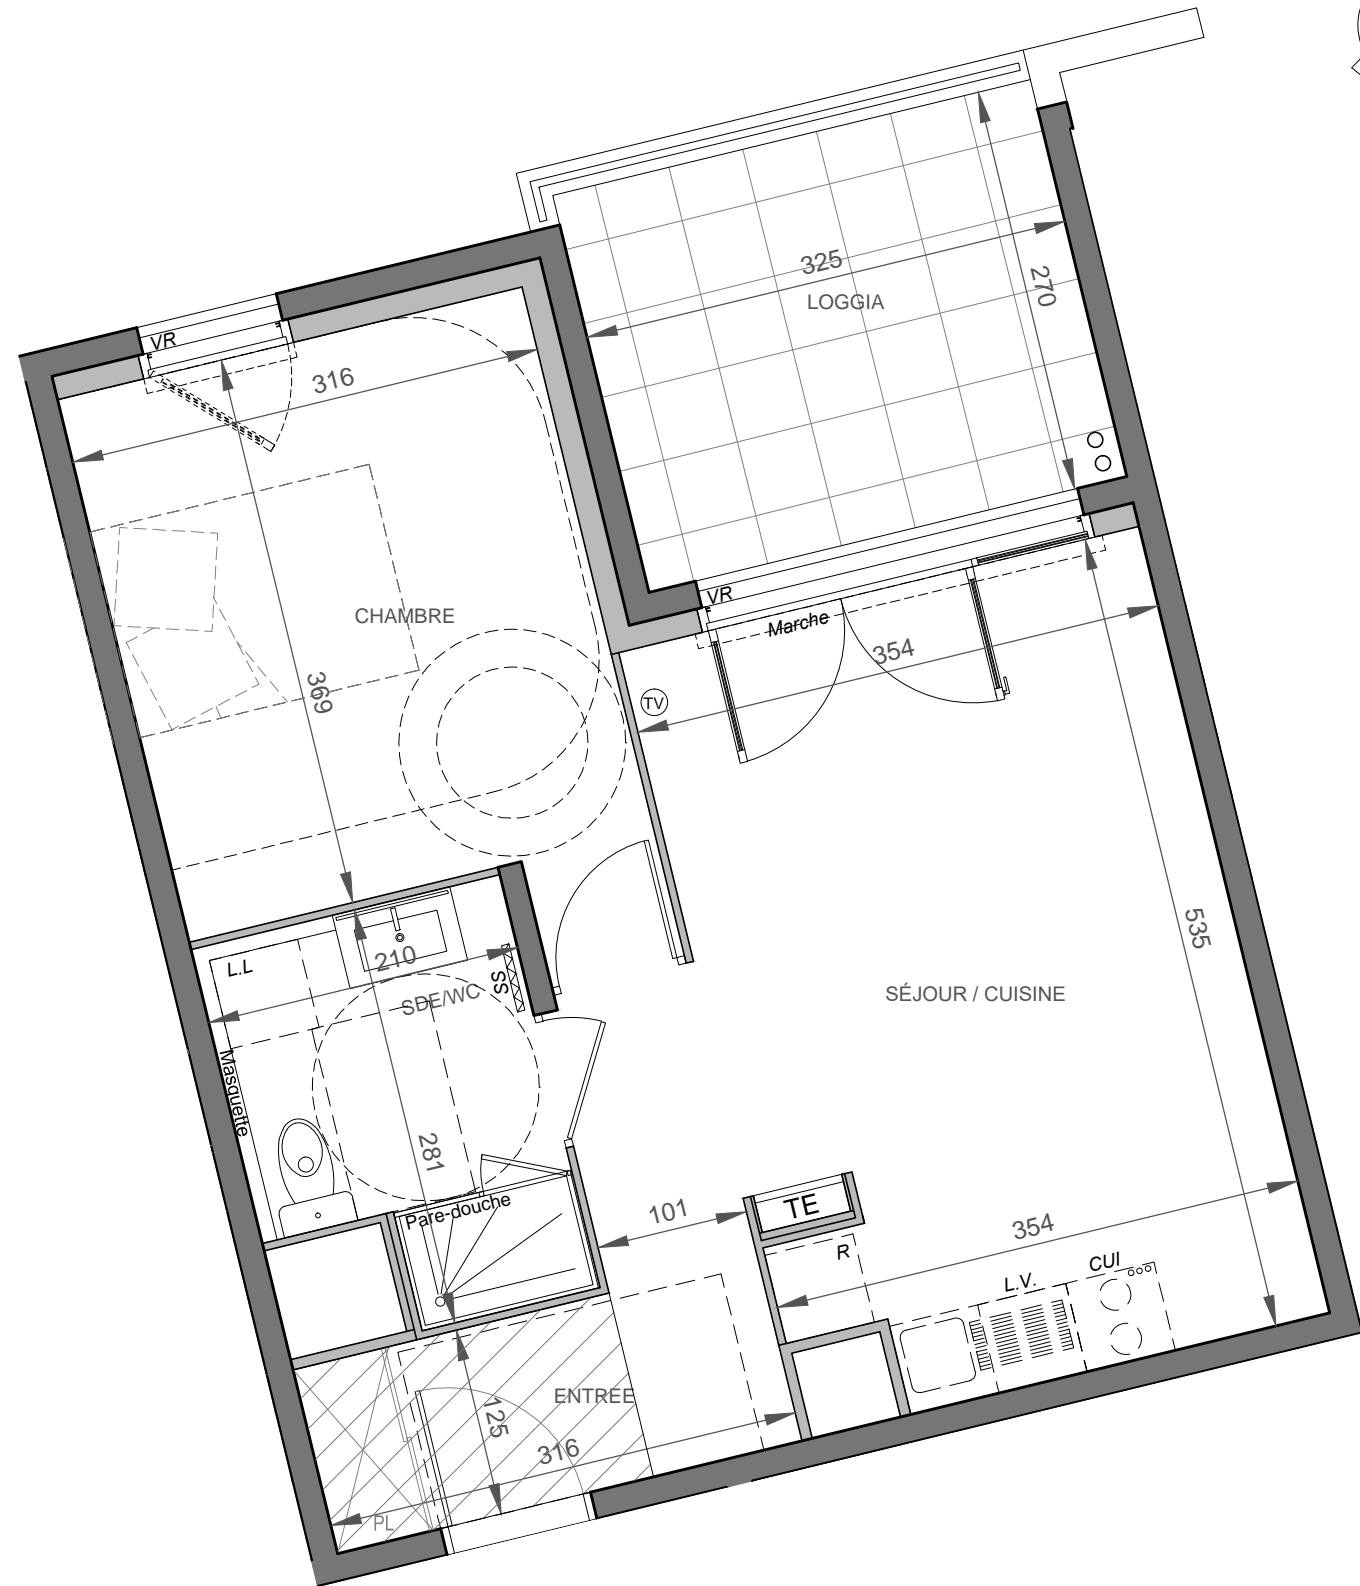 325
LOGGIA
270
VR
316
CHAMBRE
369
VR
Marche
354
TV
535
SÉJOUR / CUISINE
L.L
210
SDE/WC
SS
Masquette
281
Pare-douche
101
TE
R
354
L.V.
CUI
ENTREE
125
316
PL